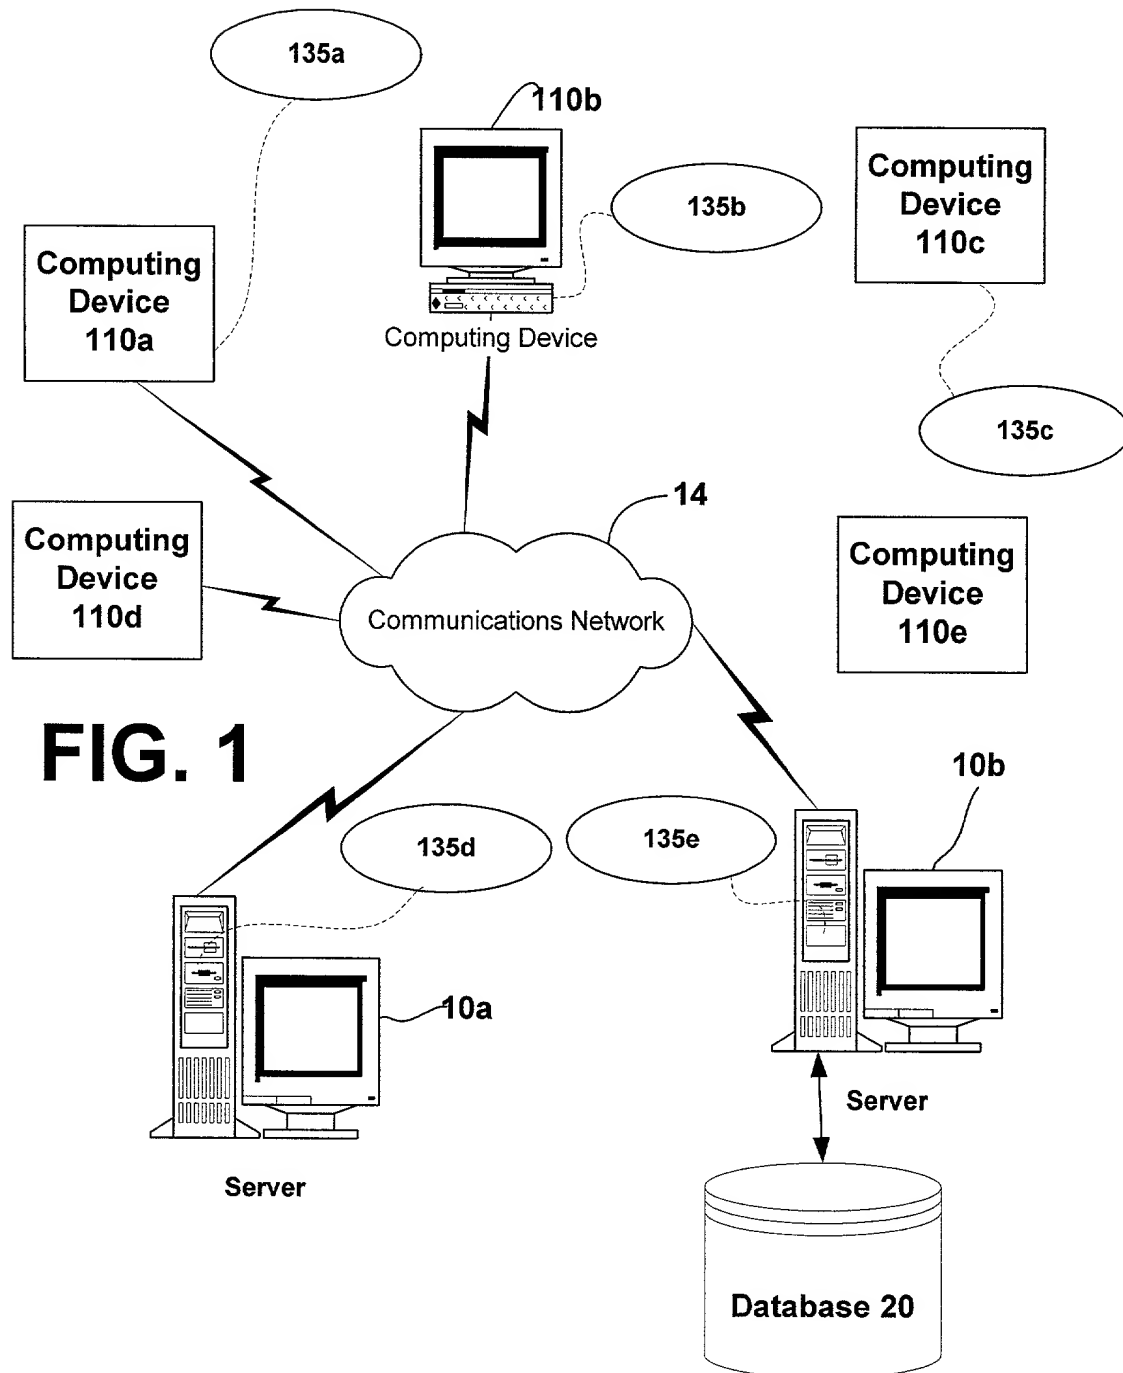 135a
110b
Computing
Device
110c
135b
Computing
Device
110a
Computing Device
135c
14
Computing
Device
110d
Computing
Device
110e
Communications Network
FIG. 1
10b
135d
135e
10a
Server
Server
Database 20